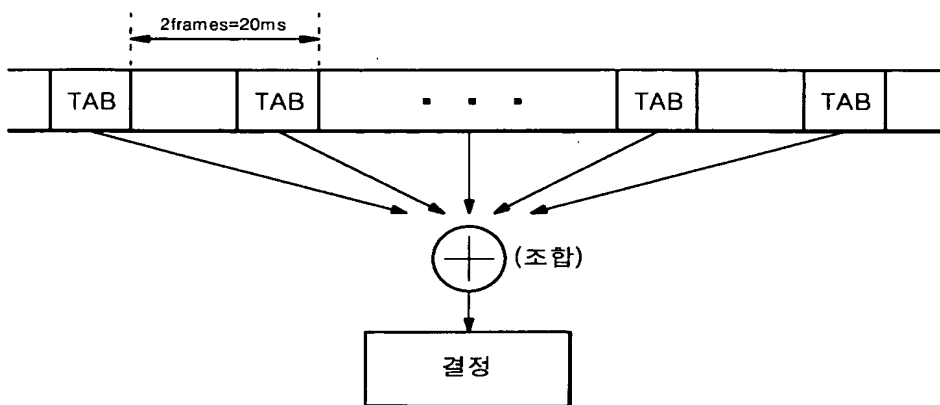 2frames=20ms
TAB TAB . . . TAB TAB
(조합)
결정